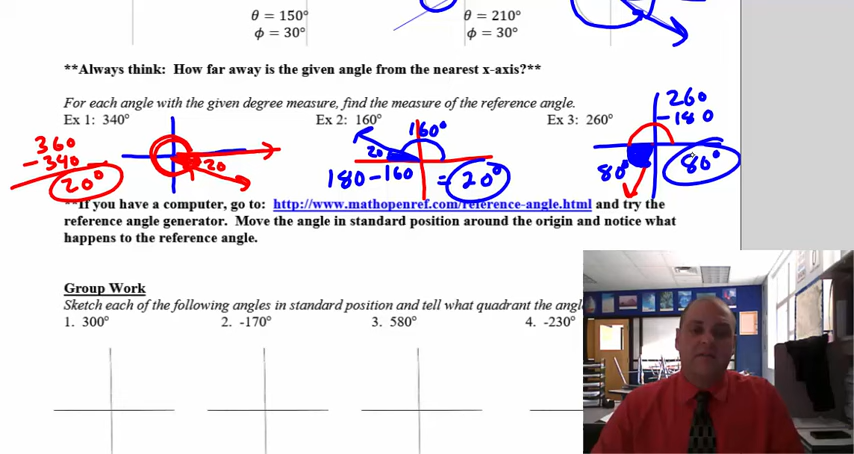 θ = 150° θ = 210°
ϕ = 30° ϕ = 30°
**Always think: How far away is the given angle from the nearest x-axis?**
For each angle with the given degree measure, find the measure of the reference angle.
Ex 1: 340° Ex 2: 160° Ex 3: 260°
360
-340
20°
20
160°
20
180-160 = 20°
260
-180
80°
80°
**If you have a computer, go to: http://www.mathopenref.com/reference-angle.html and try the
reference angle generator. Move the angle in standard position around the origin and notice what
happens to the reference angle.
Group Work
Sketch each of the following angles in standard position and tell what quadrant the angle
1. 300° 2. -170° 3. 580° 4. -230°